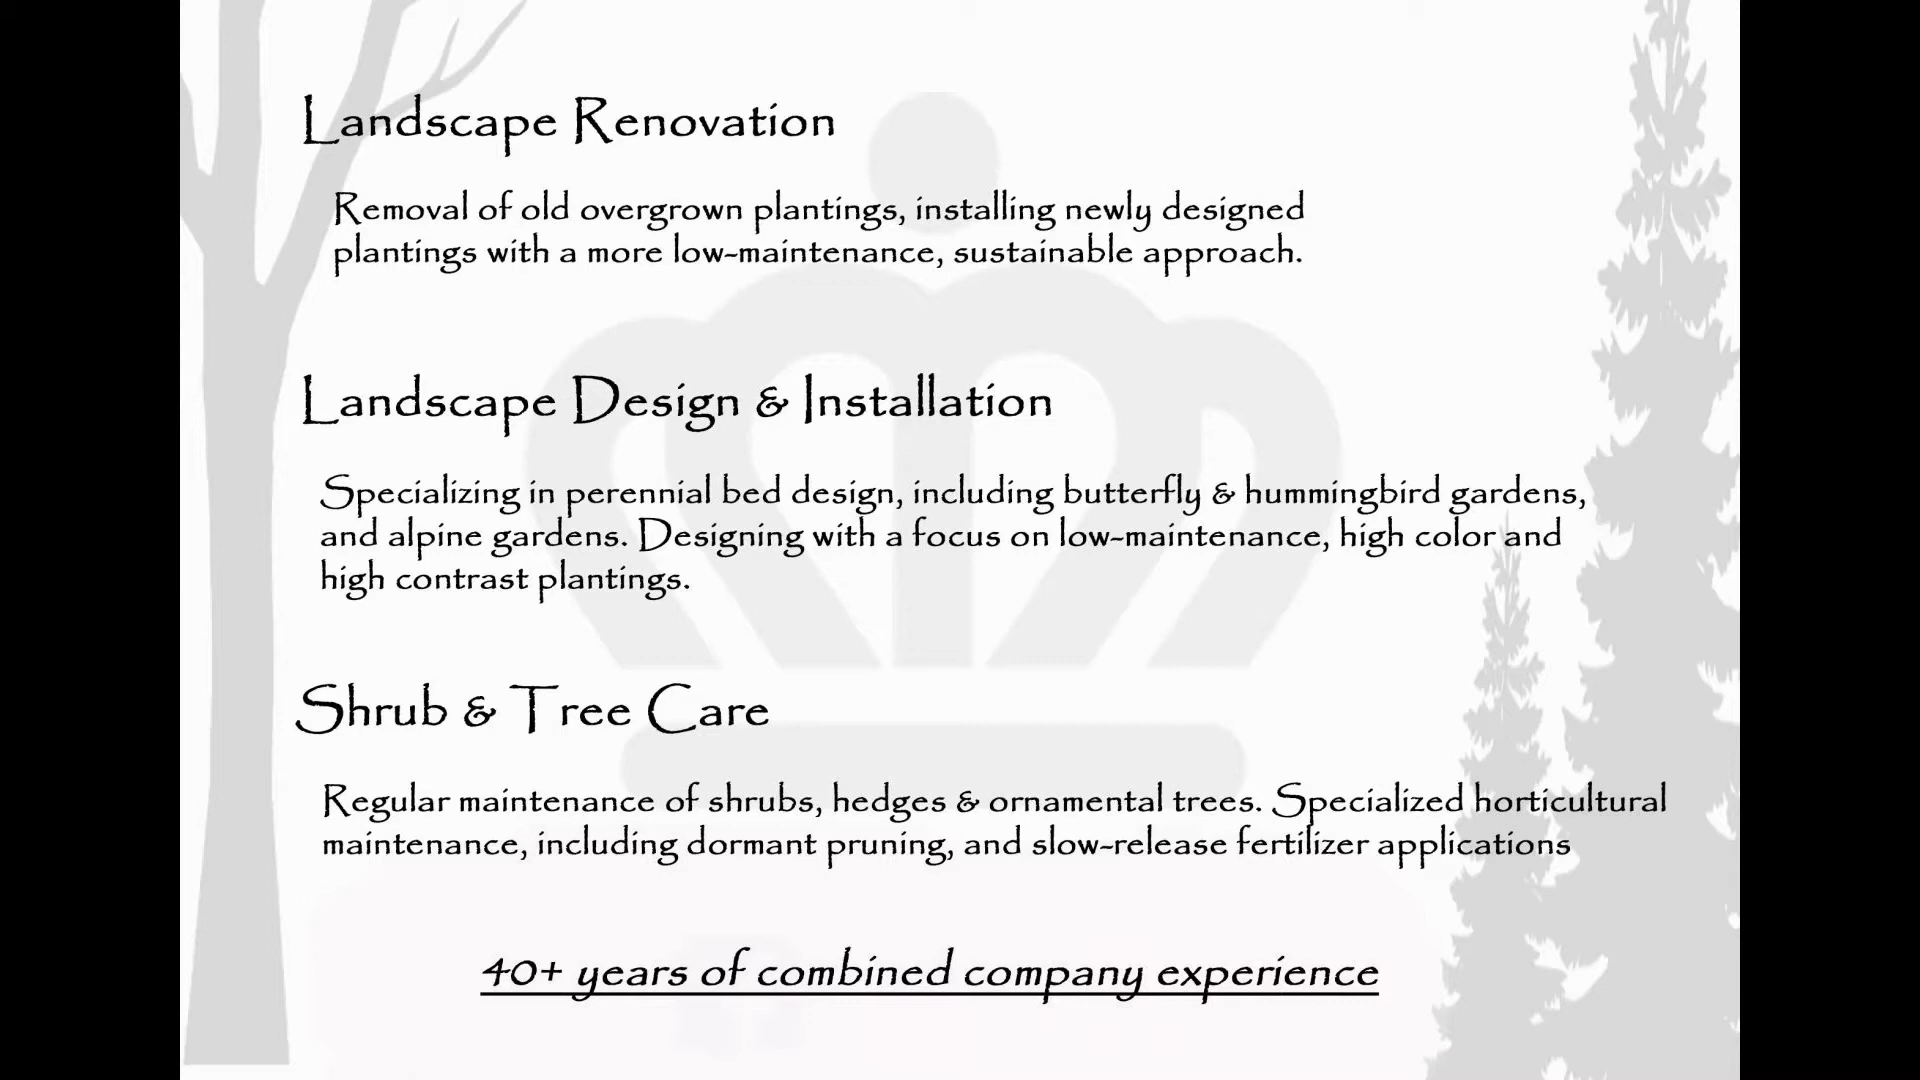 Landscape Renovation
Removal of old overgrown plantings, installing newly designed
plantings with a more low-maintenance, sustainable approach.
Landscape Design & Installation
Specializing in perennial bed design, including butterfly & hummingbird gardens,
and alpine gardens. Designing with a focus on low-maintenance, high color and
high contrast plantings.
Shrub & Tree Care
Regular maintenance of shrubs, hedges & ornamental trees. Specialized horticultural
maintenance, including dormant pruning, and slow-release fertilizer applications
40+ years of combined company experience